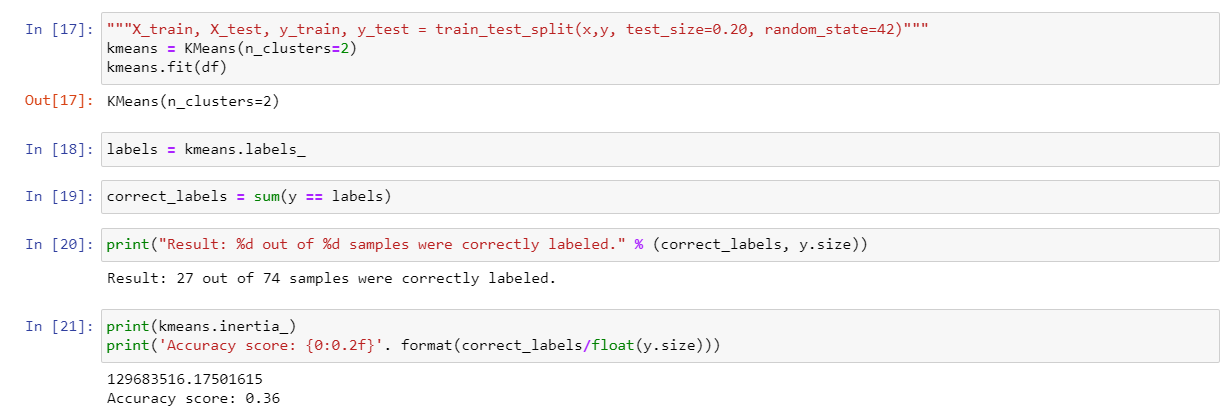 In [17]: """X_train, X_test, y_train, y_test = train_test_split(x,y, test_size=0.20, random_state=42)"""
kmeans = KMeans(n_clusters=2)
kmeans.fit(df)
Out[17]: KMeans(n_clusters=2)
In [18]: labels = kmeans.labels_
In [19]: correct_labels = sum(y == labels)
In [20]: print("Result: %d out of %d samples were correctly labeled." % (correct_labels, y.size))
Result: 27 out of 74 samples were correctly labeled.
In [21]: print(kmeans.inertia_)
print('Accuracy score: {0:0.2f}'. format(correct_labels/float(y.size)))
129683516.17501615
Accuracy score: 0.36